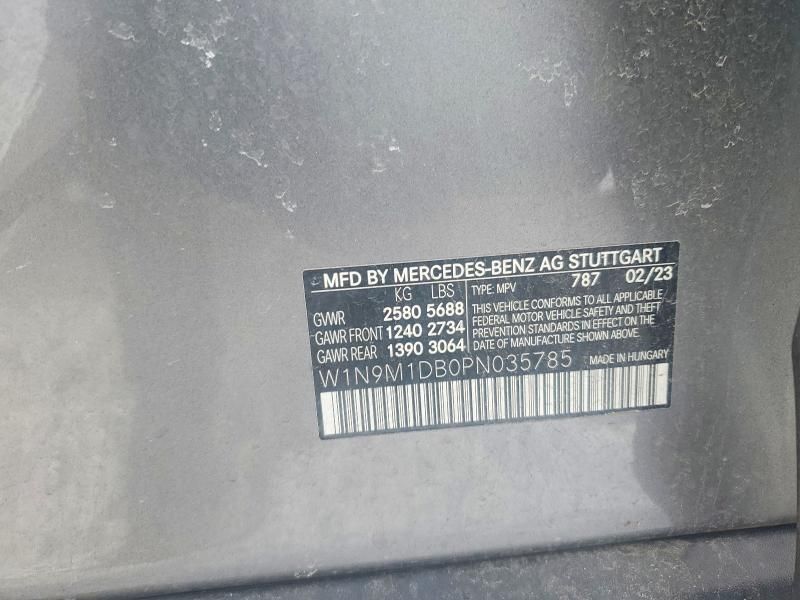 MFD BY MERCEDES-BENZ AG STUTTGART
KG LBS TYPE: MPV 787 02/23
GVWR 2580 5688
GAWR FRONT 1240 2734
GAWR REAR 1390 3064
THIS VEHICLE CONFORMS TO ALL APPLICABLE
FEDERAL MOTOR VEHICLE SAFETY AND THEFT
PREVENTION STANDARDS IN EFFECT ON THE
DATE OF MANUFACTURE SHOWN ABOVE.
W1N9M1DB0PN035785 MADE IN HUNGARY